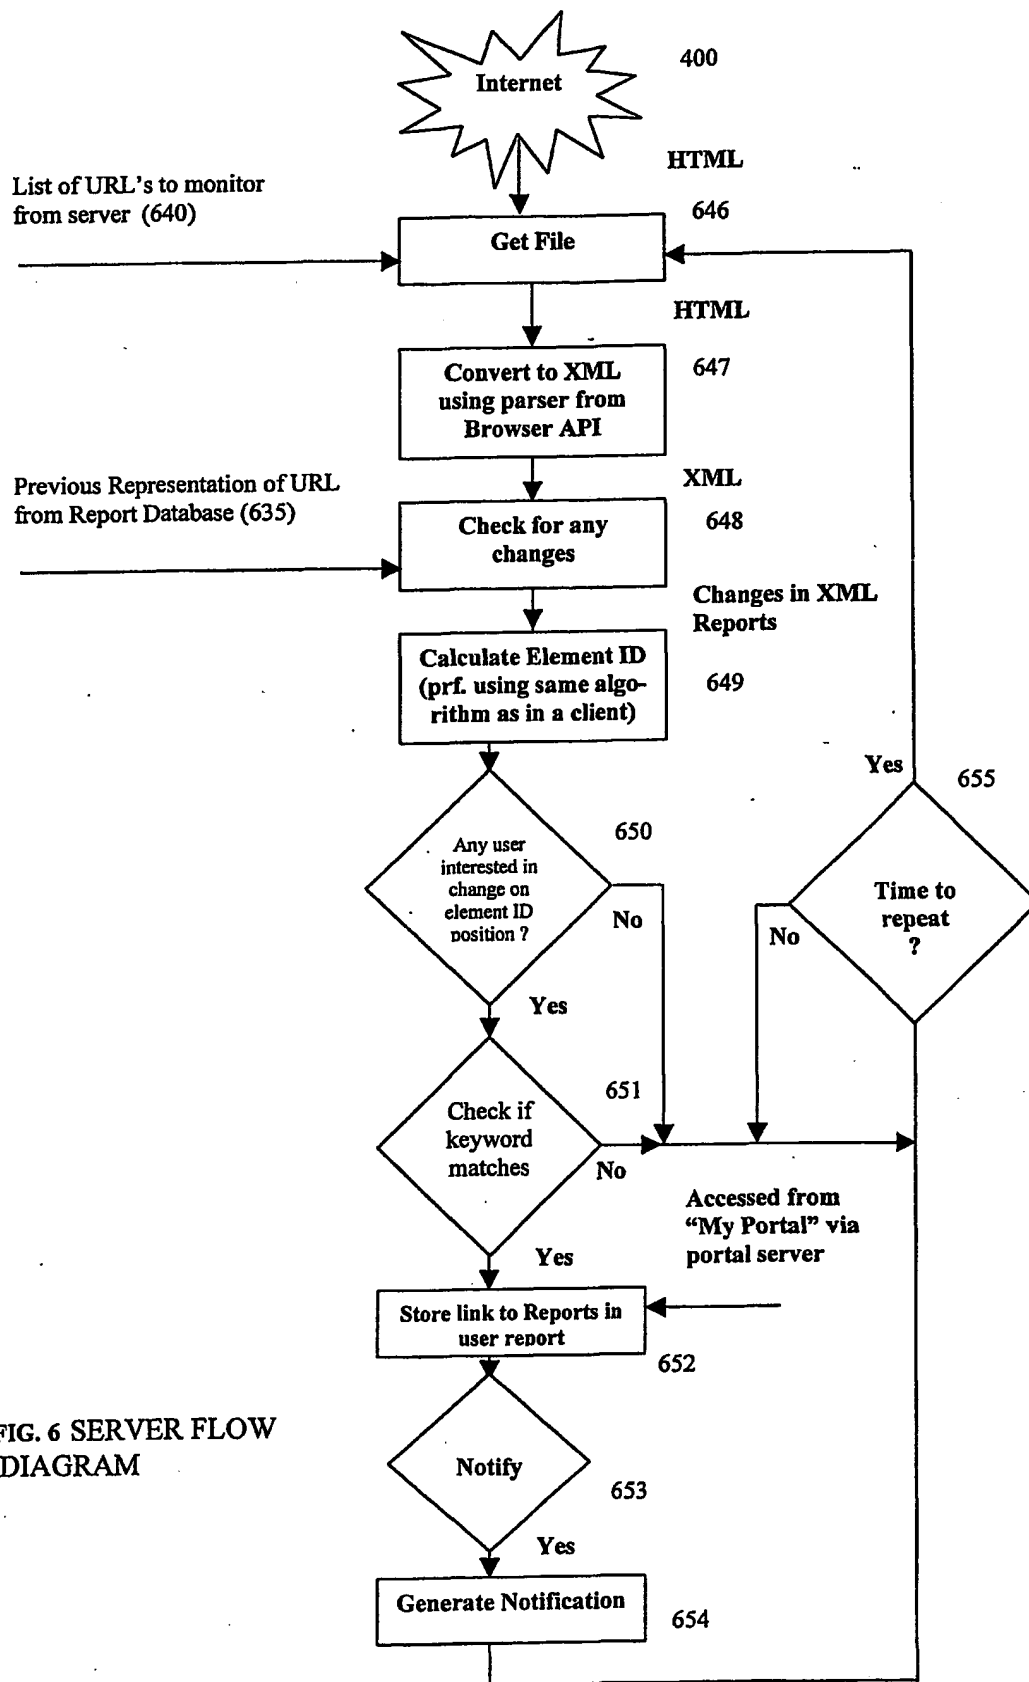 400
Internet
HTML
List of URL's to monitor
from server (640)
646
Get File
HTML
647
Convert to XML
using parser from
Browser API
XML
Previous Representation of URL
from Report Database (635)
648
Check for any
changes
Changes in XML
Reports
Calculate Element ID
(prf. using same algo-
rithm as in a client)
649
Yes
655
650
Any user
interested in
change on
element ID
position ?
No
Time to
repeat
?
No
Yes
651
Check if
keyword
matches
No
Accessed from
“My Portal” via
portal server
Yes
Store link to Reports in
user report
652
FIG. 6 SERVER FLOW
DIAGRAM
Notify
653
Yes
Generate Notification
654